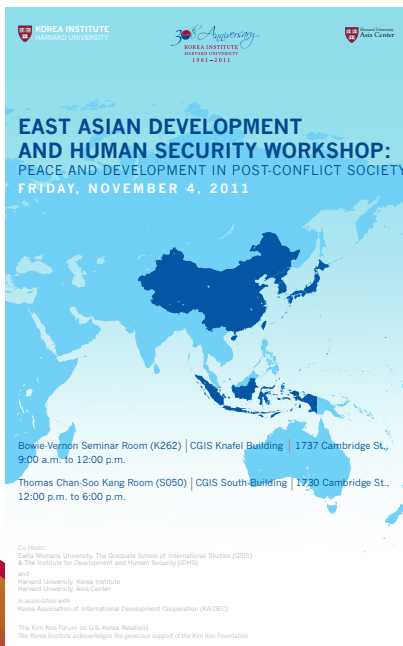 KOREA INSTITUTE
HARVARD UNIVERSITY
30th Anniversary
KOREA INSTITUTE
HARVARD UNIVERSITY
1981-2011
Harvard University
Asia Center
EAST ASIAN DEVELOPMENT
AND HUMAN SECURITY WORKSHOP:
PEACE AND DEVELOPMENT IN POST-CONFLICT SOCIETY
FRIDAY, NOVEMBER 4, 2011
Bowie-Vernon Seminar Room (K262) | CGIS Knafel Building | 1737 Cambridge St.,
9:00 a.m. to 12:00 p.m.
Thomas Chan-Soo Kang Room (S050) | CGIS South Building | 1730 Cambridge St.,
12:00 p.m. to 6:00 p.m.
Co-Hosts:
Ewha Womans University, The Graduate School of International Studies (GSIS)
& The Institute for Development and Human Security (IDHS)
and
Harvard University, Korea Institute
Harvard University, Asia Center
in association with
Korea Association of International Development Cooperation (KAIDEC)
The Kim Koo Forum on U.S.-Korea Relations
The Korea Institute acknowledges the generous support of the Kim Koo Foundation